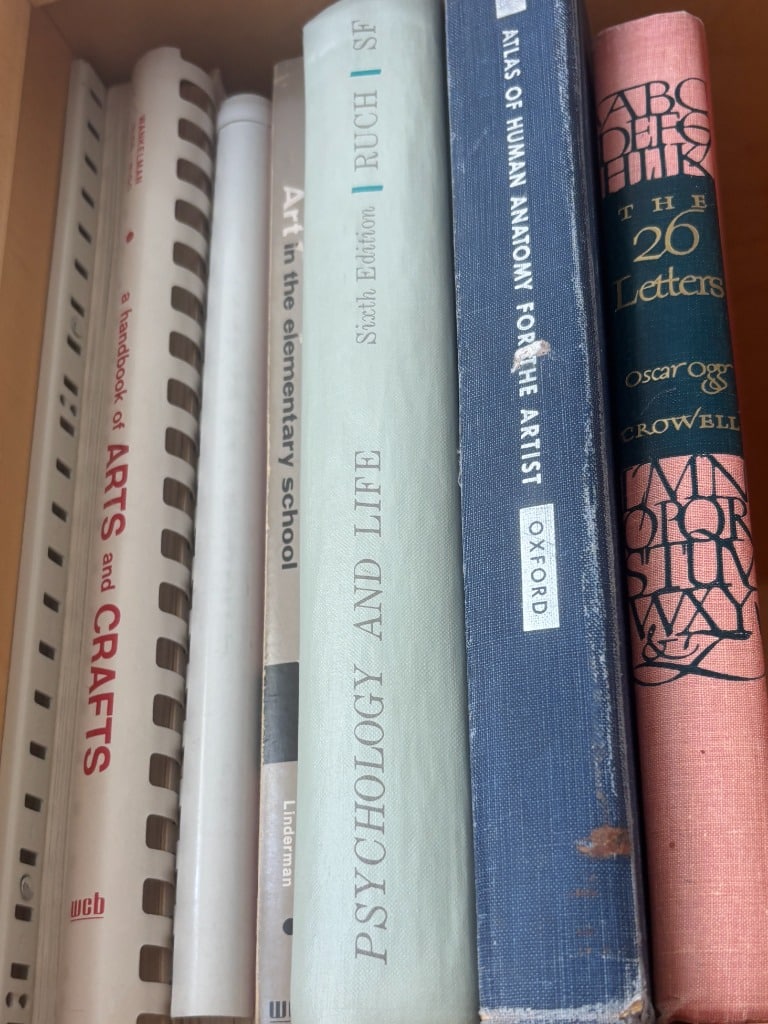 WANKELMAN
a handbook of ARTS and CRAFTS
wcb
Art in the elementary school
Linderman
PSYCHOLOGY AND LIFE
Sixth Edition
RUCH
SF
ATLAS OF HUMAN ANATOMY FOR THE ARTIST
OXFORD
ABC
DEFG
HIJK
THE
26
Letters
Oscar Ogg
CROWELL
LMN
OPQR
STUV
WXY
& Z